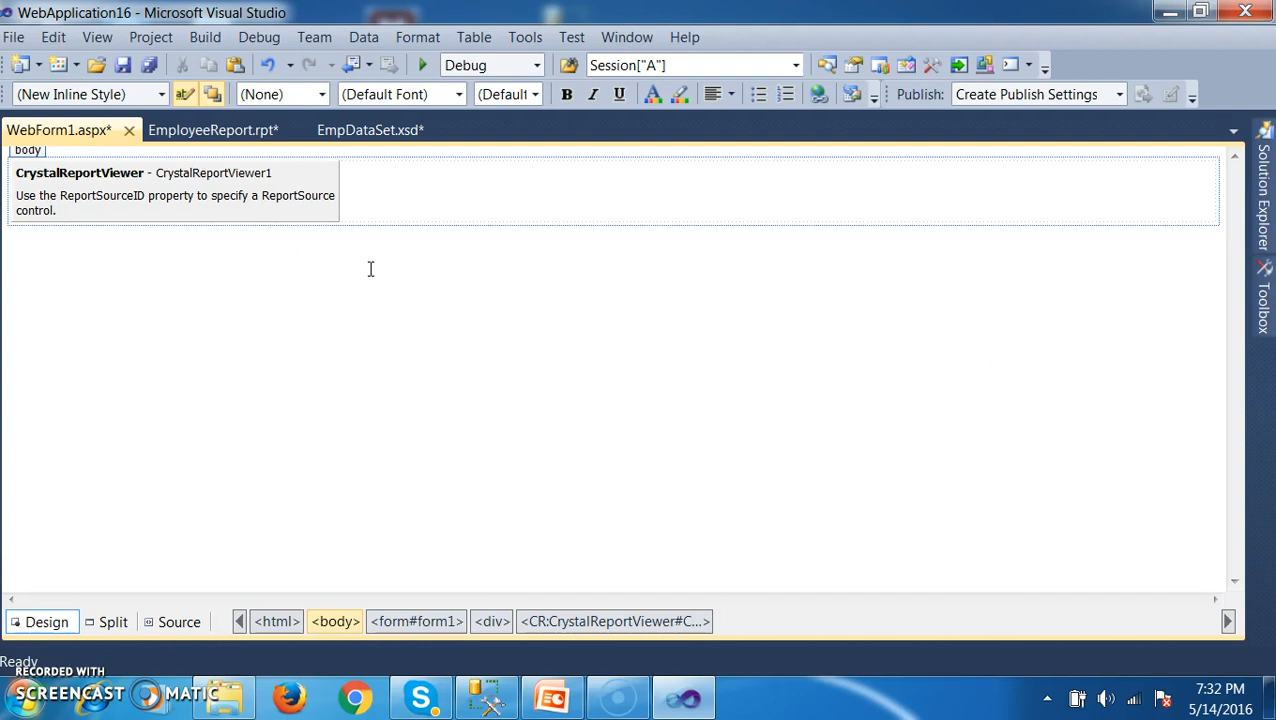 WebApplication16 - Microsoft Visual Studio
File Edit View Project Build Debug Team Data Format Table Tools Test Window Help
Debug Session["A"]
(New Inline Style) (None) (Default Font) (Default B I U A Publish: Create Publish Settings
WebForm1.aspx* EmployeeReport.rpt* EmpDataSet.xsd*
body
CrystalReportViewer - CrystalReportViewer1
Use the ReportSourceID property to specify a ReportSource
control.
Solution Explorer
Toolbox
Design Split Source <html> <body> <form#form1> <div> <CR:CrystalReportViewer#C...>
Ready
RECORDED WITH
SCREENCAST MATIC
7:32 PM
5/14/2016